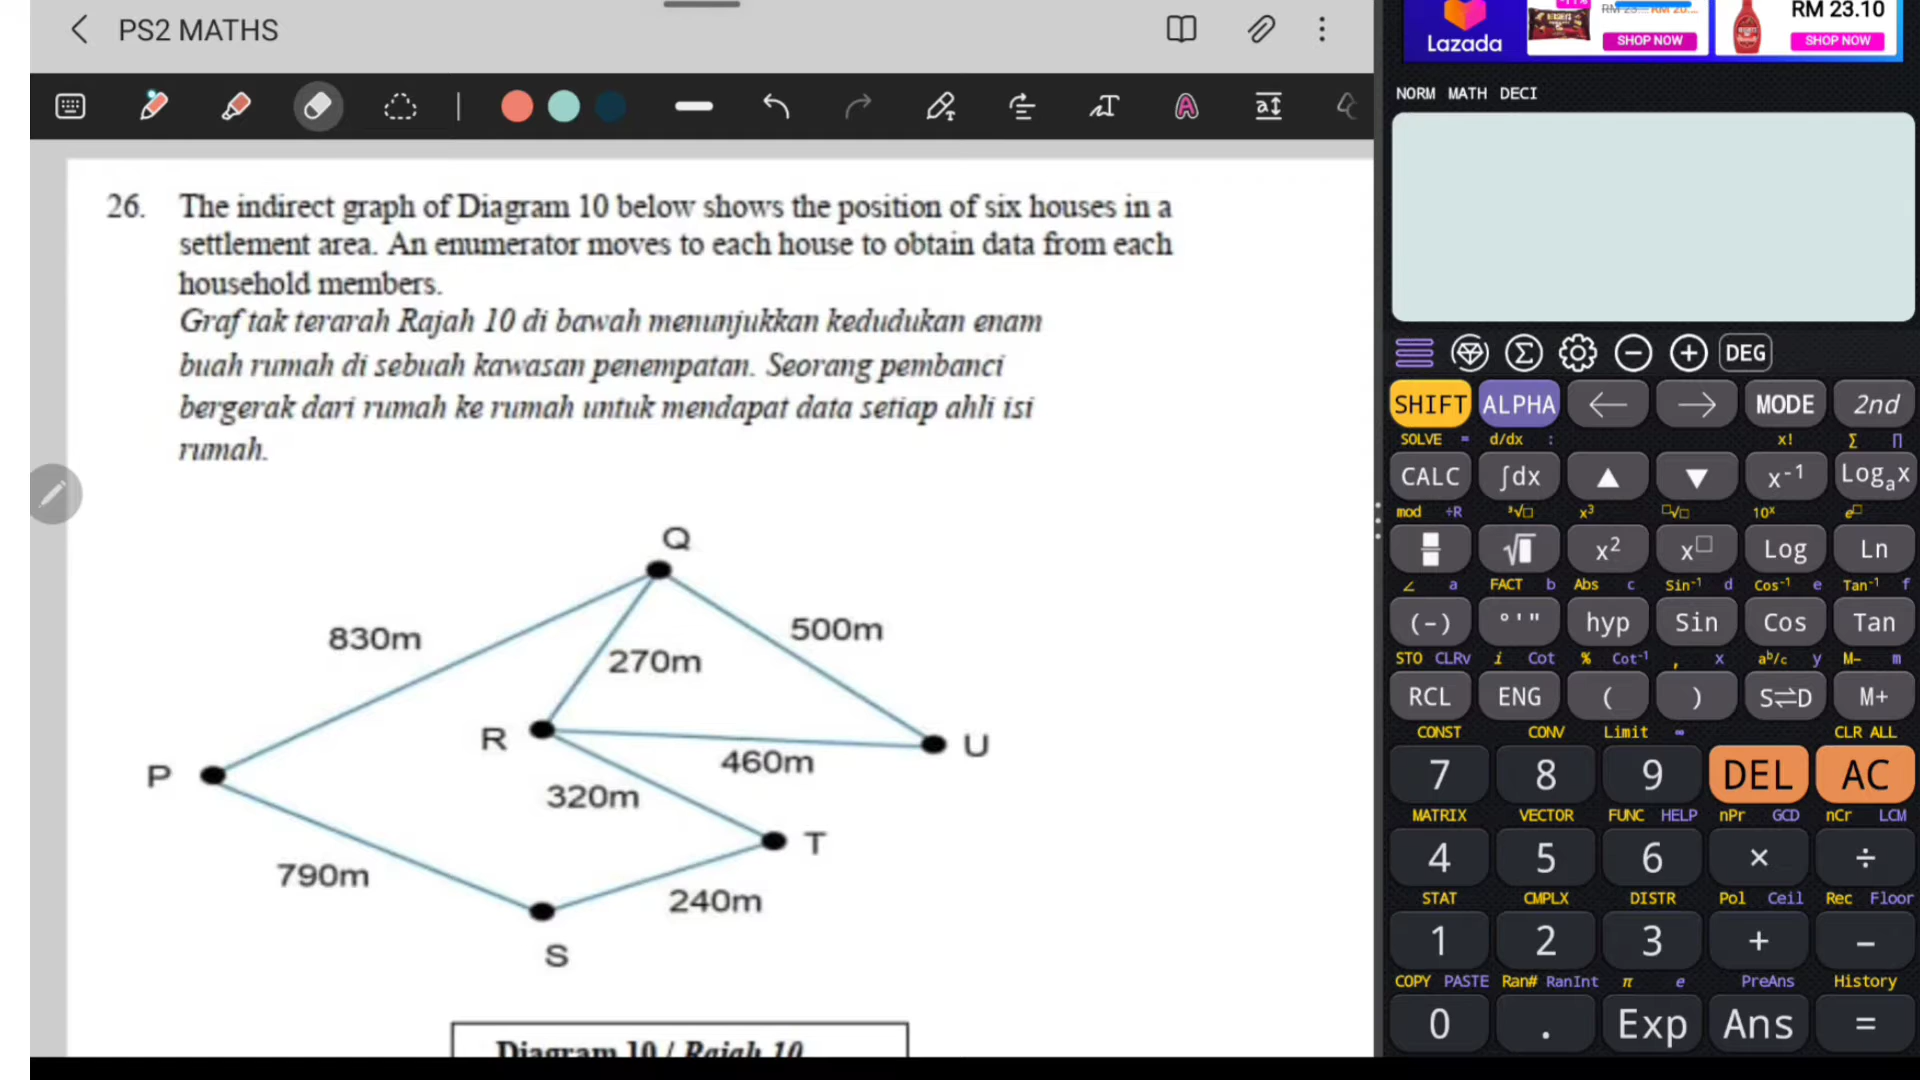 PS2 MATHS
26. The indirect graph of Diagram 10 below shows the position of six houses in a
settlement area. An enumerator moves to each house to obtain data from each
household members.
Graf tak terarah Rajah 10 di bawah menunjukkan kedudukan enam
buah rumah di sebuah kawasan penempatan. Seorang pembanci
bergerak dari rumah ke rumah untuk mendapat data setiap ahli isi
rumah.
Q
830m
500m
270m
R
U
P
460m
320m
T
790m
240m
S
Diagram 10 / Rajah 10
Lazada
SHOP NOW
RM 23.10
SHOP NOW
NORM MATH DECI
DEG
SHIFT ALPHA ← → MODE 2nd
SOLVE = d/dx : x! Σ Π
CALC ∫dx ▲ ▼ x⁻¹ Logₐx
mod ÷R ³√□ x³ □√□ 10ˣ e□
√ x² x□ Log Ln
∠ a FACT b Abs c Sin⁻¹ d Cos⁻¹ e Tan⁻¹ f
(-) °'" hyp Sin Cos Tan
STO CLRv i Cot % Cot⁻¹ , x aᵇ/c y M- m
RCL ENG ( ) S⇌D M+
CONST CONV Limit ∞ CLR ALL
7 8 9 DEL AC
MATRIX VECTOR FUNC HELP nPr GCD nCr LCM
4 5 6 × ÷
STAT CMPLX DISTR Pol Ceil Rec Floor
1 2 3 + −
COPY PASTE Ran# RanInt π e PreAns History
0 . Exp Ans =